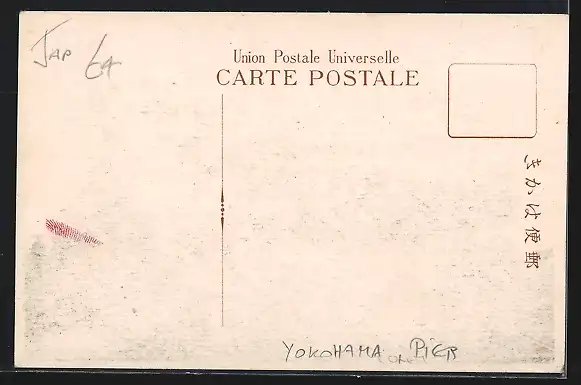 JAP 64
Union Postale Universelle
CARTE POSTALE
きかは便郵
YOKOHAMA PIER